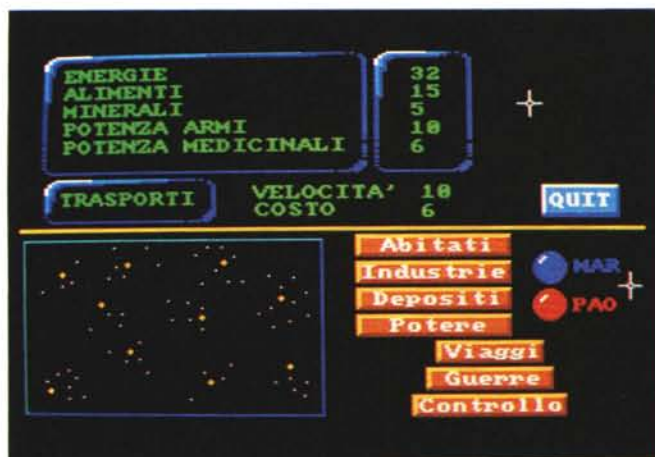 ENERGIE 32
ALIMENTI 15
MINERALI 5
POTENZA ARMI 10
POTENZA MEDICINALI 6
TRASPORTI VELOCITA' 10
COSTO 6
QUIT
Abitati
Industrie MAR
Depositi PAO
Potere
Viaggi
Guerre
Controllo